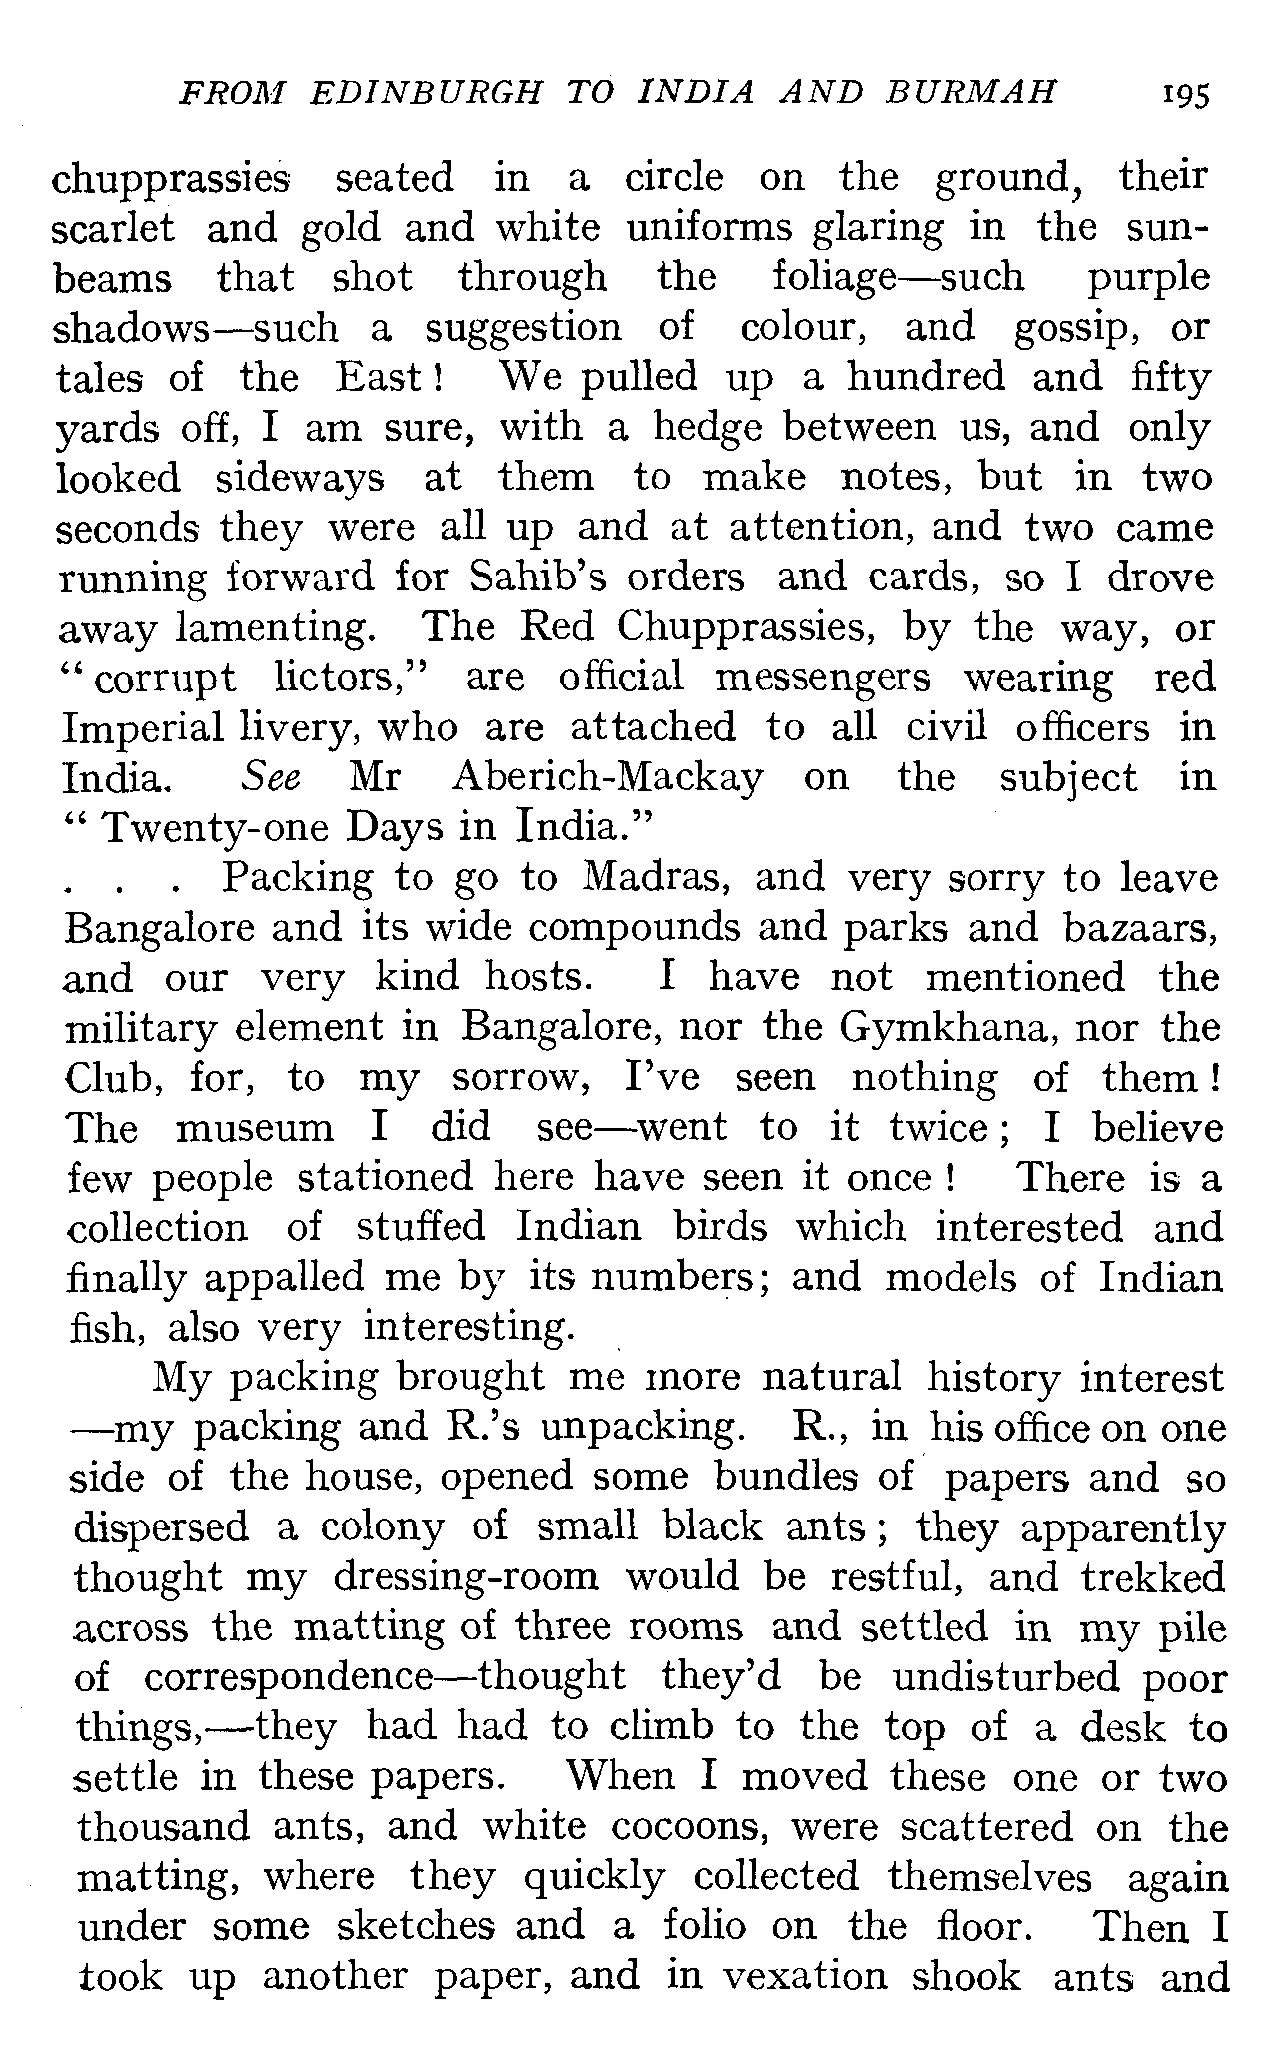 FROM EDINBURGH TO INDIA AND BURMAH 195
chupprassies seated in a circle on the ground, their
scarlet and gold and white uniforms glaring in the sun-
beams that shot through the foliage—such purple
shadows—such a suggestion of colour, and gossip, or
tales of the East! We pulled up a hundred and fifty
yards off, I am sure, with a hedge between us, and only
looked sideways at them to make notes, but in two
seconds they were all up and at attention, and two came
running forward for Sahib's orders and cards, so I drove
away lamenting. The Red Chupprassies, by the way, or
"corrupt lictors," are official messengers wearing red
Imperial livery, who are attached to all civil officers in
India. See Mr Aberich-Mackay on the subject in
"Twenty-one Days in India."
. . . Packing to go to Madras, and very sorry to leave
Bangalore and its wide compounds and parks and bazaars,
and our very kind hosts. I have not mentioned the
military element in Bangalore, nor the Gymkhana, nor the
Club, for, to my sorrow, I've seen nothing of them!
The museum I did see—went to it twice; I believe
few people stationed here have seen it once! There is a
collection of stuffed Indian birds which interested and
finally appalled me by its numbers; and models of Indian
fish, also very interesting.
My packing brought me more natural history interest
—my packing and R.'s unpacking. R., in his office on one
side of the house, opened some bundles of papers and so
dispersed a colony of small black ants; they apparently
thought my dressing-room would be restful, and trekked
across the matting of three rooms and settled in my pile
of correspondence—thought they'd be undisturbed poor
things,—they had had to climb to the top of a desk to
settle in these papers. When I moved these one or two
thousand ants, and white cocoons, were scattered on the
matting, where they quickly collected themselves again
under some sketches and a folio on the floor. Then I
took up another paper, and in vexation shook ants and